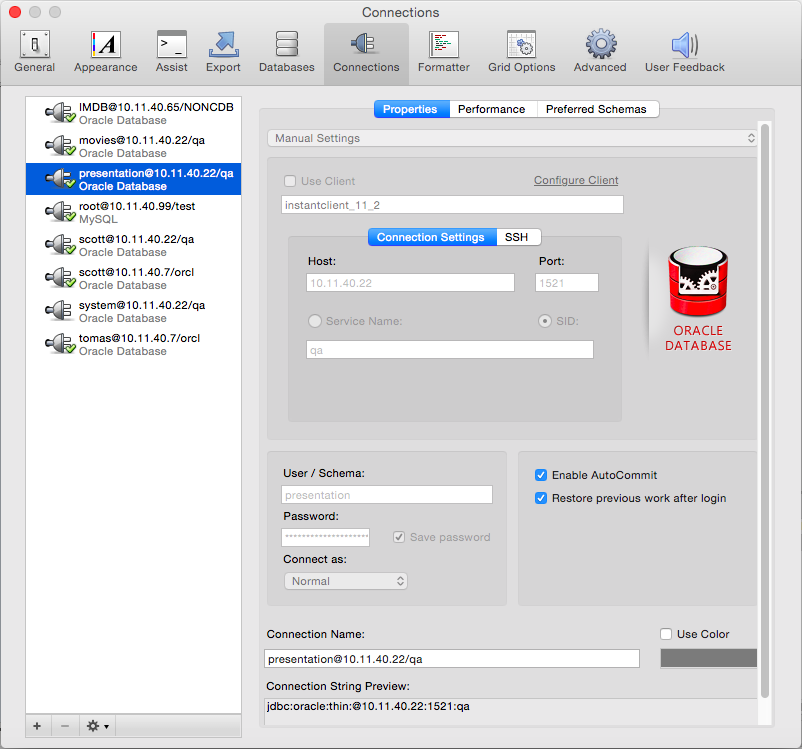 Connections
General
Appearance
Assist
Export
Databases
Connections
Formatter
Grid Options
Advanced
User Feedback
IMDB@10.11.40.65/NONCDB
Oracle Database
movies@10.11.40.22/qa
Oracle Database
presentation@10.11.40.22/qa
Oracle Database
root@10.11.40.99/test
MySQL
scott@10.11.40.22/qa
Oracle Database
scott@10.11.40.7/orcl
Oracle Database
system@10.11.40.22/qa
Oracle Database
tomas@10.11.40.7/orcl
Oracle Database
Properties
Performance
Preferred Schemas
Manual Settings
Use Client
Configure Client
instantclient_11_2
Connection Settings
SSH
Host:
Port:
10.11.40.22
1521
Service Name:
SID:
qa
ORACLE
DATABASE
User / Schema:
presentation
Password:
********************
Save password
Connect as:
Normal
Enable AutoCommit
Restore previous work after login
Connection Name:
Use Color
presentation@10.11.40.22/qa
Connection String Preview:
jdbc:oracle:thin:@10.11.40.22:1521:qa